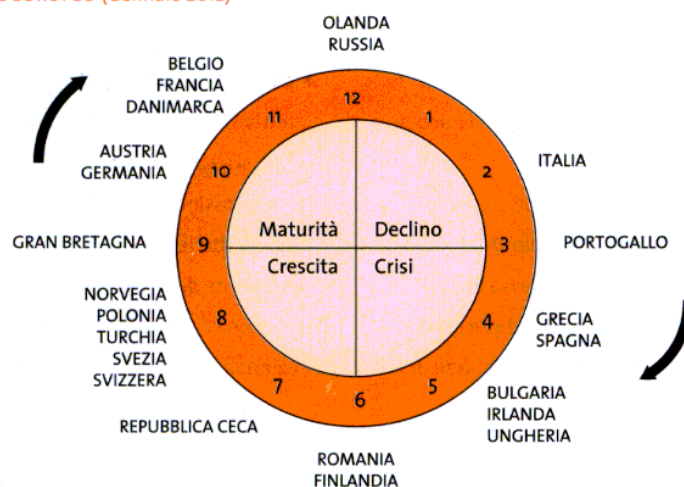 (Gennaio 2012)
OLANDA
RUSSIA
BELGIO
FRANCIA
DANIMARCA
AUSTRIA
GERMANIA
GRAN BRETAGNA
NORVEGIA
POLONIA
TURCHIA
SVEZIA
SVIZZERA
REPUBBLICA CECA
ROMANIA
FINLANDIA
BULGARIA
IRLANDA
UNGHERIA
GRECIA
SPAGNA
PORTOGALLO
ITALIA
12
1
2
3
4
5
6
7
8
9
10
11
Maturità
Declino
Crescita
Crisi